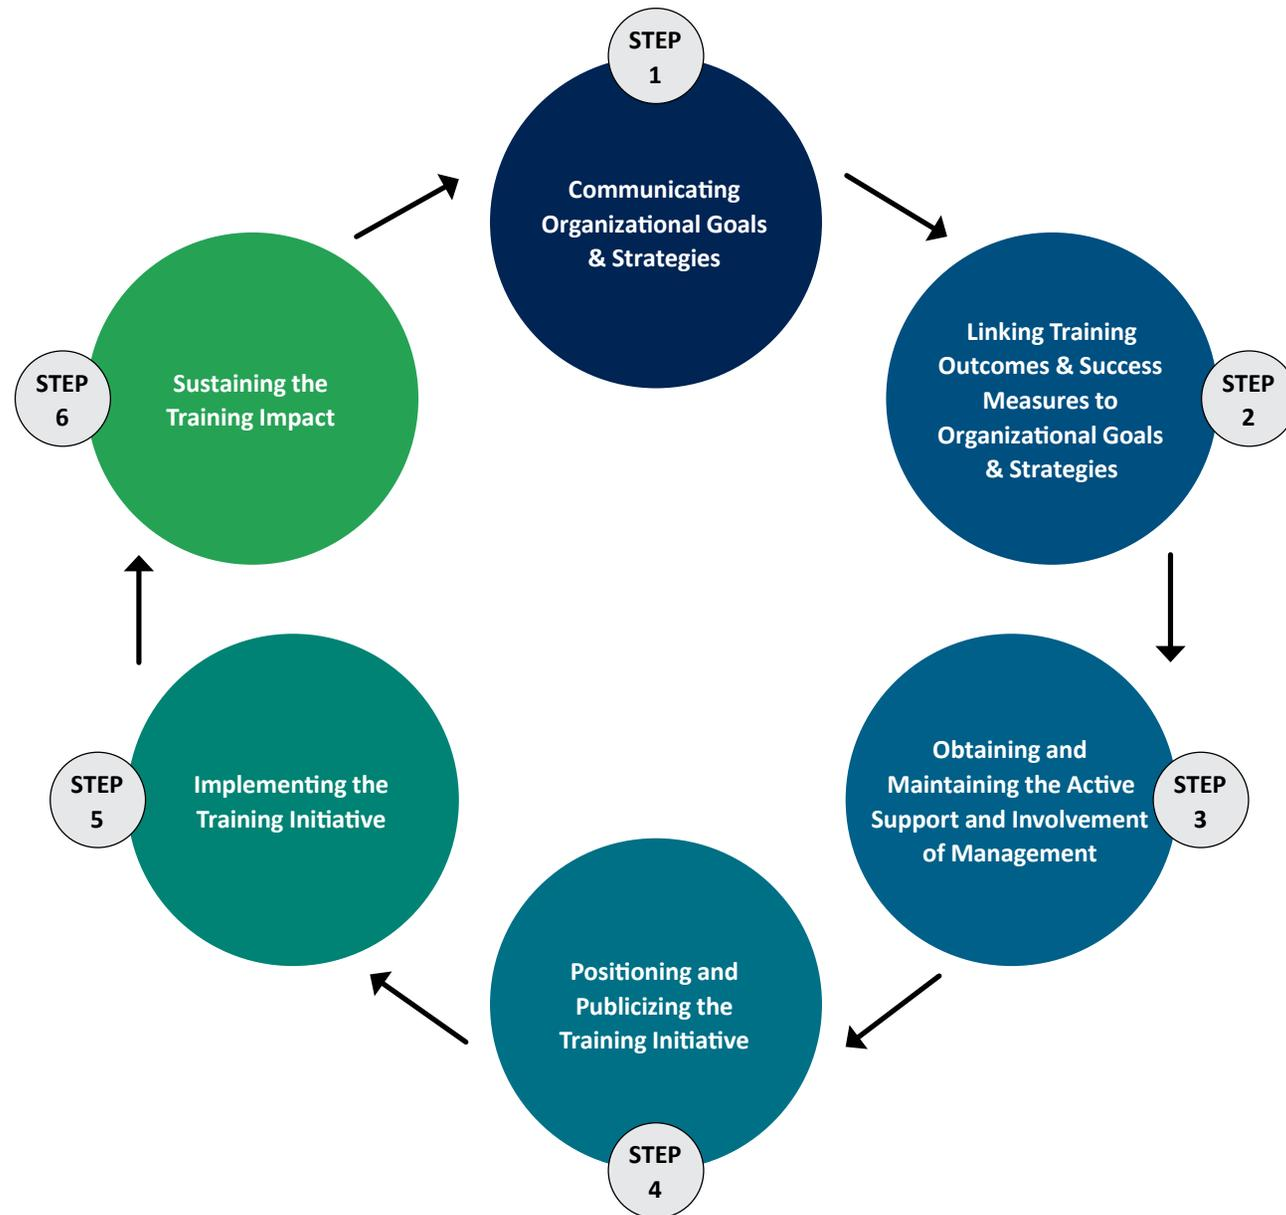 STEP
1
Communicating
Organizational Goals
& Strategies
Linking Training
Outcomes & Success
Measures to
Organizational Goals
& Strategies
STEP
2
Obtaining and
Maintaining the Active
Support and Involvement
of Management
STEP
3
Positioning and
Publicizing the
Training Initiative
STEP
4
Implementing the
Training Initiative
STEP
5
Sustaining the
Training Impact
STEP
6